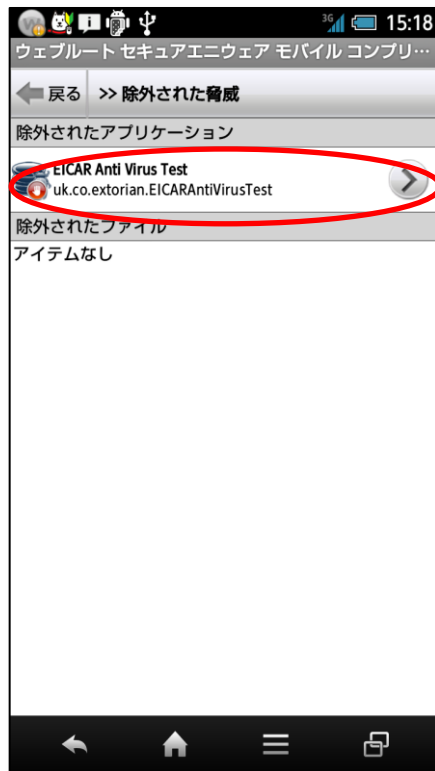 3G 15:18
ウェブルート セキュアエニウェア モバイル コンプリ…
戻る >> 除外された脅威
除外されたアプリケーション
EICAR Anti Virus Test
uk.co.extorian.EICARAntiVirusTest
除外されたファイル
アイテムなし